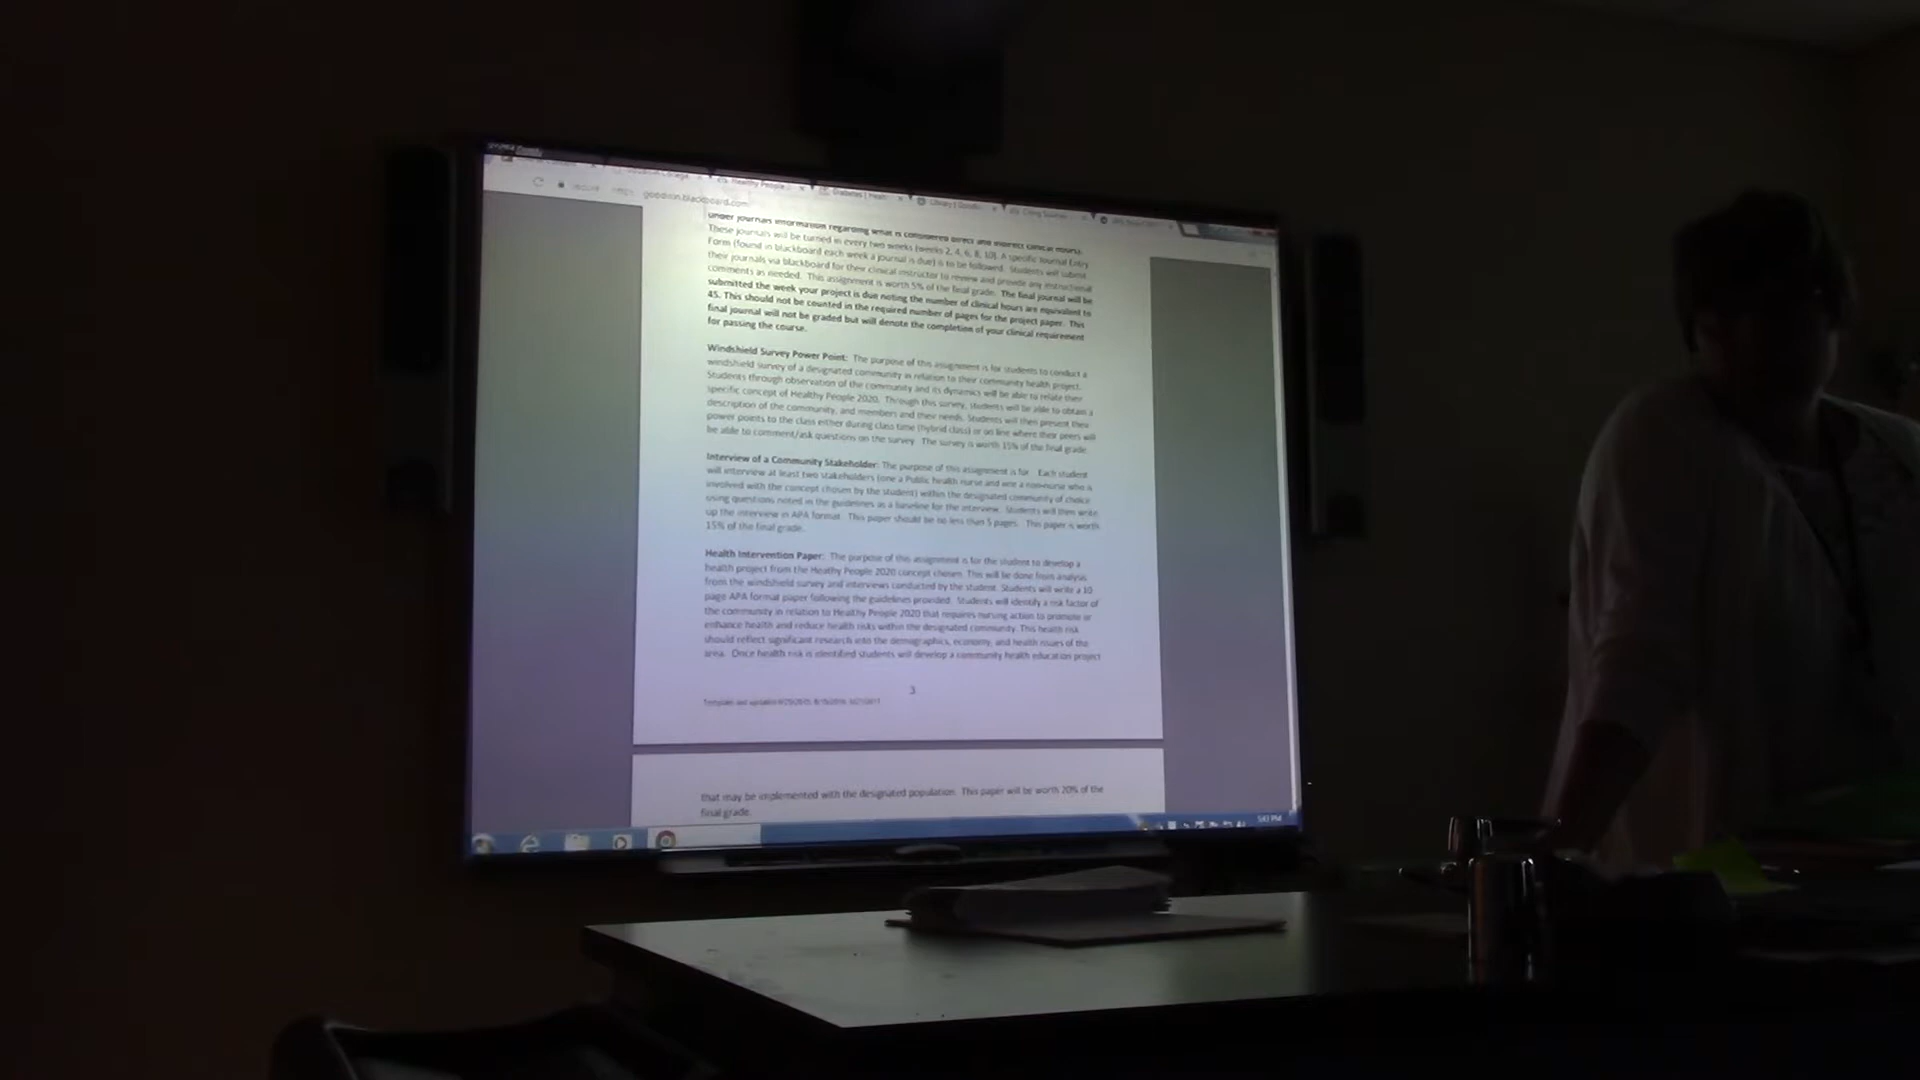 goodwin.blackboard.com
under journals information regarding what is considered direct and indirect clinical hours).
These journals will be turned in every two weeks (weeks 2, 4, 6, 8, 10). A specific Journal Entry
Form (found in blackboard each week a journal is due) is to be followed. Students will submit
their journals via blackboard for their clinical instructor to review and provide any instructional
comments as needed. This assignment is worth 5% of the final grade. The final journal will be
submitted the week your project is due noting the number of clinical hours are equivalent to
45. This should not be counted in the required number of pages for the project paper. This
final journal will not be graded but will denote the completion of your clinical requirement
for passing the course.
Windshield Survey Power Point: The purpose of this assignment is for students to conduct a
windshield survey of a designated community in relation to their community health project.
Students through observation of the community and its dynamics will be able to relate their
specific concept of Healthy People 2020. Through this survey, students will be able to obtain a
description of the community, and members and their needs. Students will then present their
power points to the class either during class time (hybrid class) or on line where their peers will
be able to comment/ask questions on the survey. The survey is worth 15% of the final grade.
Interview of a Community Stakeholder: The purpose of this assignment is for Each student
will interview at least two stakeholders (one a Public health nurse and one a non-nurse who is
involved with the concept chosen by the student) within the designated community of choice
using questions noted in the guidelines as a baseline for the interview. Students will then write
up the interview in APA format. This paper should be no less than 5 pages. This paper is worth
15% of the final grade.
Health Intervention Paper: The purpose of this assignment is for the student to develop a
health project from the Heathy People 2020 concept chosen. This will be done from analysis
from the windshield survey and interviews conducted by the student. Students will write a 10
page APA format paper following the guidelines provided. Students will identify a risk factor of
the community in relation to Healthy People 2020 that requires nursing action to promote or
enhance health and reduce health risks within the designated community. This health risk
should reflect significant research into the demographics, economy, and health issues of the
area. Once health risk is identified students will develop a community health education project
3
that may be implemented with the designated population. This paper will be worth 20% of the
final grade.
5:43 PM